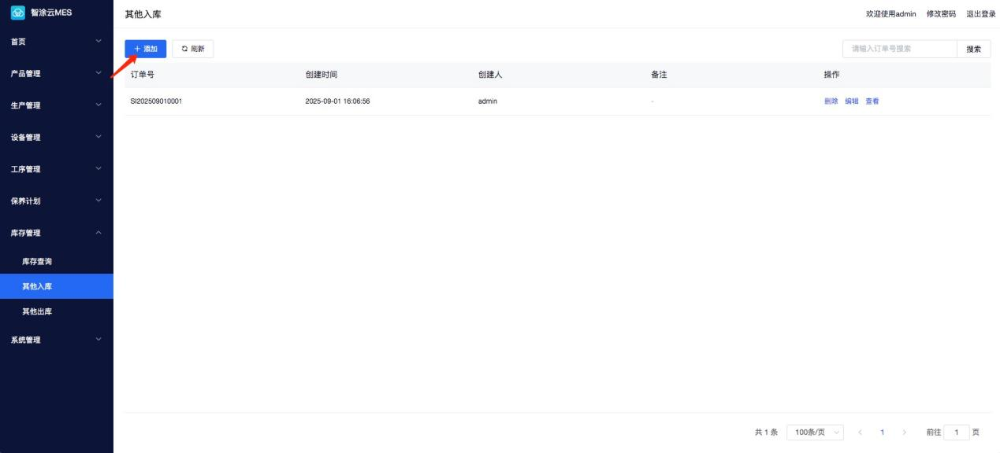 智涂云MES
其他入库
欢迎使用admin 修改密码 退出登录
首页
产品管理
生产管理
设备管理
工序管理
保养计划
库存管理
库存查询
其他入库
其他出库
系统管理
+ 添加 刷新
请输入订单号搜索 搜索
订单号 创建时间 创建人 备注 操作
SI202509010001 2025-09-01 16:06:56 admin - 删除 编辑 查看
共 1 条 100条/页 < 1 > 前往 1 页